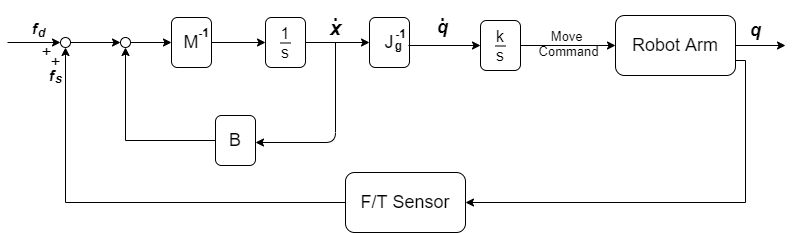 f_d
+
+
f_s
M^-1
1
s
ẋ
J_g^-1
q̇
k
s
Move
Command
Robot Arm
q
B
F/T Sensor